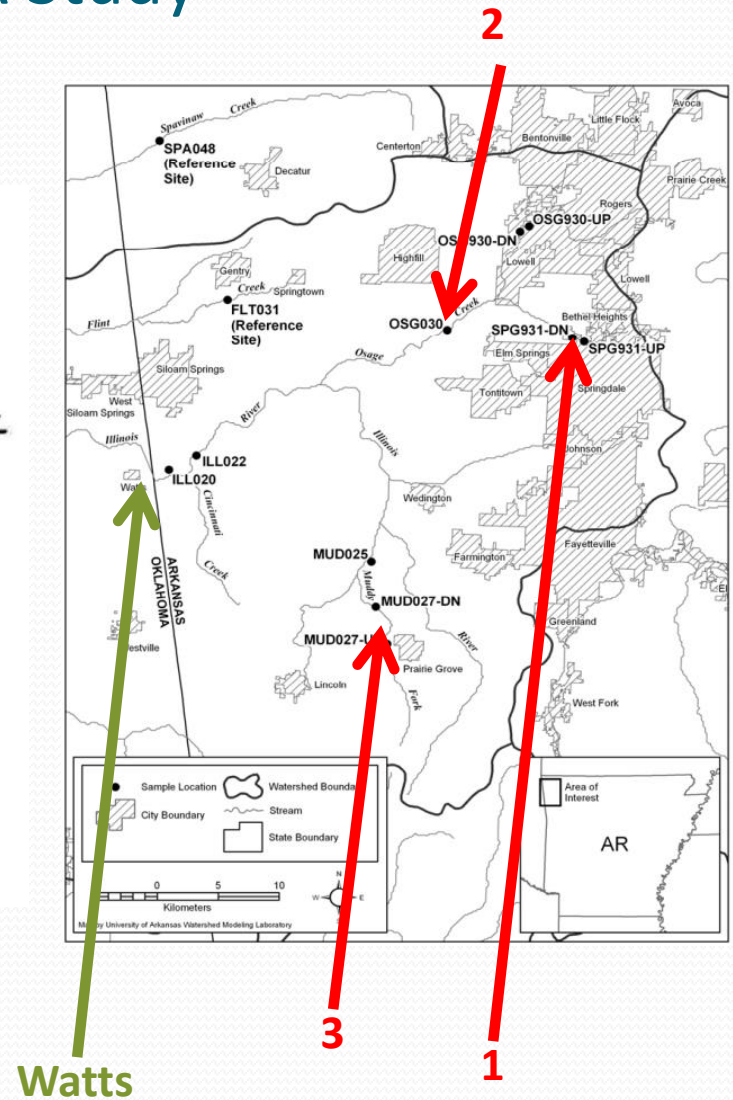 Study
2
Spavinaw Creek
SPA048
(Reference
Site)
Decatur
Centerton
Bentonville
Little Flock
Avoca
Prairie Creek
Rogers
OSG930-UP
OSG930-DN
Lowell
Highfill
Gentry
Springtown
Creek
FLT031
(Reference
Site)
Flint
OSG030
Creek
Osage
Lowell
Bethel Heights
SPG931-DN
SPG931-UP
Elm Springs
Springdale
Tontitown
Siloam Springs
West
Siloam Springs
River
Illinois
Illinois
ILL022
ILL020
Cincinnati
Creek
Johnson
Wedington
Farmington
Fayetteville
ARKANSAS
OKLAHOMA
MUD025
Muddy
MUD027-DN
Greenland
River
Prairie Grove
Lincoln
Fork
West Fork
Sample Location
Watershed
City Boundary
Stream
State Boundary
0 5 10
Kilometers
N
W E
University of Arkansas Watershed Modeling Laboratory
Area of
Interest
AR
3
1
Watts